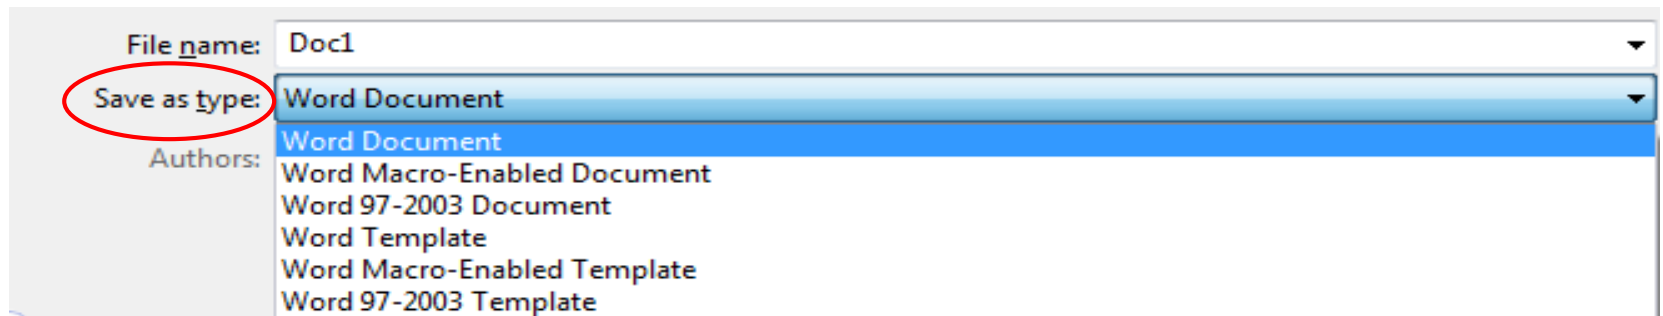 File name: Doc1
Save as type: Word Document
Word Document
Authors:
Word Macro-Enabled Document
Word 97-2003 Document
Word Template
Word Macro-Enabled Template
Word 97-2003 Template